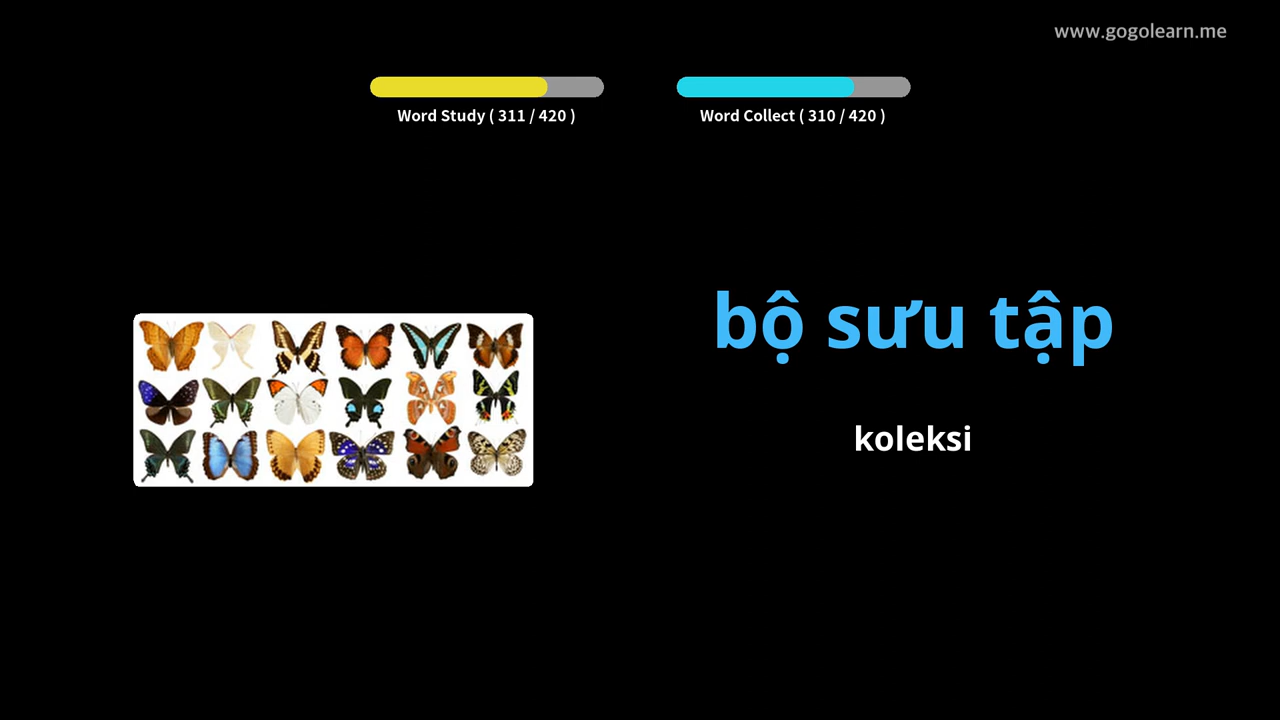 www.gogolearn.me
Word Study ( 311 / 420 )
Word Collect ( 310 / 420 )
bộ sưu tập
koleksi